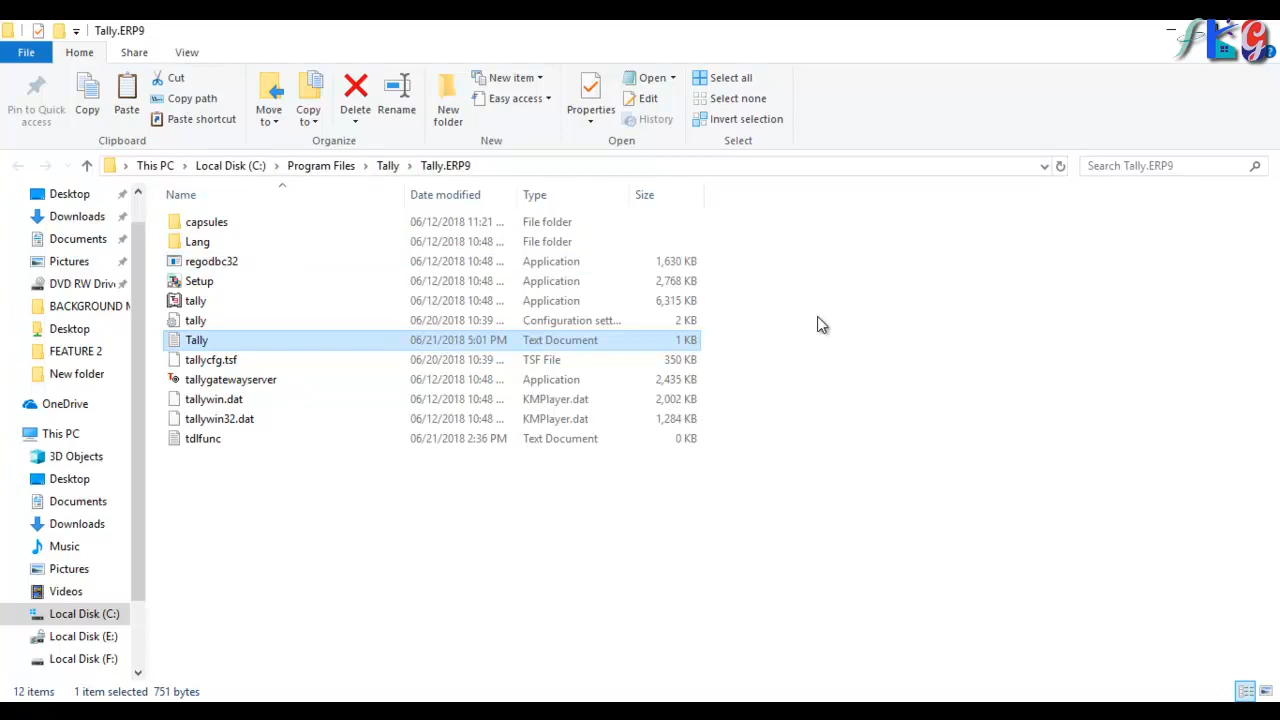 Tally.ERP9
File Home Share View
Pin to Quick access
Copy
Paste
Cut
Copy path
Paste shortcut
Clipboard
Move to
Copy to
Delete
Rename
Organize
New folder
New item
Easy access
New
Properties
Open
Edit
History
Open
Select all
Select none
Invert selection
Select
This PC > Local Disk (C:) > Program Files > Tally > Tally.ERP9
Search Tally.ERP9
Desktop
Downloads
Documents
Pictures
DVD RW Driv
BACKGROUND M
Desktop
FEATURE 2
New folder
OneDrive
This PC
3D Objects
Desktop
Documents
Downloads
Music
Pictures
Videos
Local Disk (C:)
Local Disk (E:)
Local Disk (F:)
Name Date modified Type Size
capsules 06/12/2018 11:21 ... File folder
Lang 06/12/2018 10:48 ... File folder
regodbc32 06/12/2018 10:48 ... Application 1,630 KB
Setup 06/12/2018 10:48 ... Application 2,768 KB
tally 06/12/2018 10:48 ... Application 6,315 KB
tally 06/20/2018 10:39 ... Configuration sett... 2 KB
Tally 06/21/2018 5:01 PM Text Document 1 KB
tallycfg.tsf 06/20/2018 10:39 ... TSF File 350 KB
tallygatewayserver 06/12/2018 10:48 ... Application 2,435 KB
tallywin.dat 06/12/2018 10:48 ... KMPlayer.dat 2,002 KB
tallywin32.dat 06/12/2018 10:48 ... KMPlayer.dat 1,284 KB
tdlfunc 06/21/2018 2:36 PM Text Document 0 KB
12 items 1 item selected 751 bytes